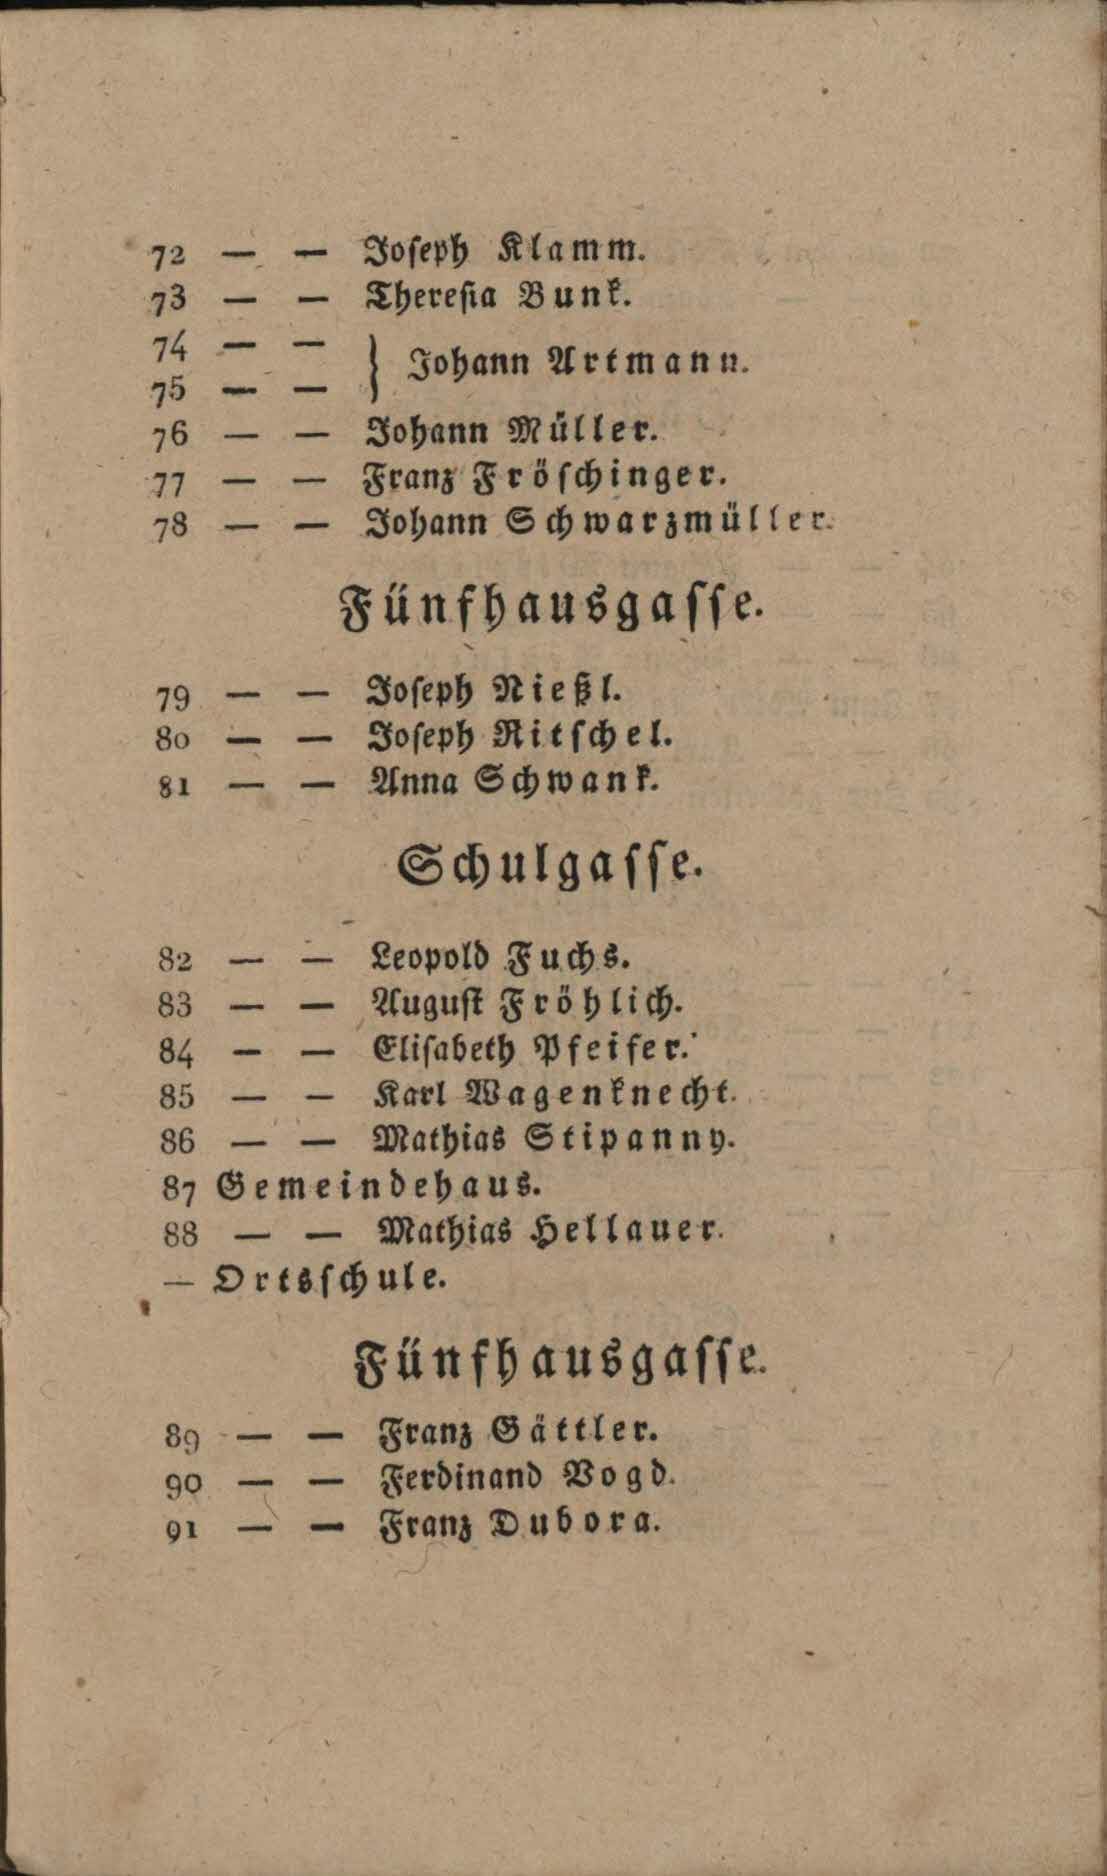 72 — — Joseph Klamm.
73 — — Theresia Bunk.
74 — —
} Johann Artmann.
75 — —
76 — — Johann Müller.
77 — — Franz Fröschinger.
78 — — Johann Schwarzmüller.
Fünfhausgasse.
79 — — Joseph Nießl.
80 — — Joseph Ritschel.
81 — — Anna Schwank.
Schulgasse.
82 — — Leopold Fuchs.
83 — — August Fröhlich.
84 — — Elisabeth Pfeifer.
85 — — Karl Wagenknecht.
86 — — Mathias Stipanny.
87 Gemeindehaus.
88 — — Mathias Hellauer.
— Ortsschule.
Fünfhausgasse.
89 — — Franz Gättler.
90 — — Ferdinand Vogd.
91 — — Franz Dubora.